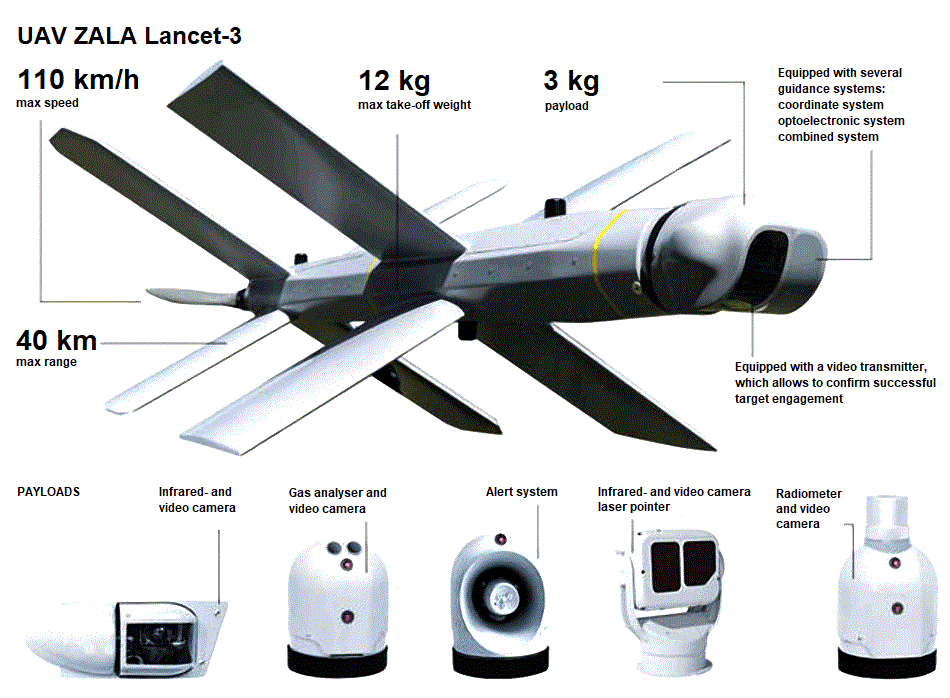 UAV ZALA Lancet-3
110 km/h
max speed
12 kg
max take-off weight
3 kg
payload
Equipped with several
guidance systems:
coordinate system
optoelectronic system
combined system
40 km
max range
Equipped with a video transmitter,
which allows to confirm successful
target engagement
PAYLOADS
Infrared- and
video camera
Gas analyser and
video camera
Alert system
Infrared- and video camera
laser pointer
Radiometer
and video
camera